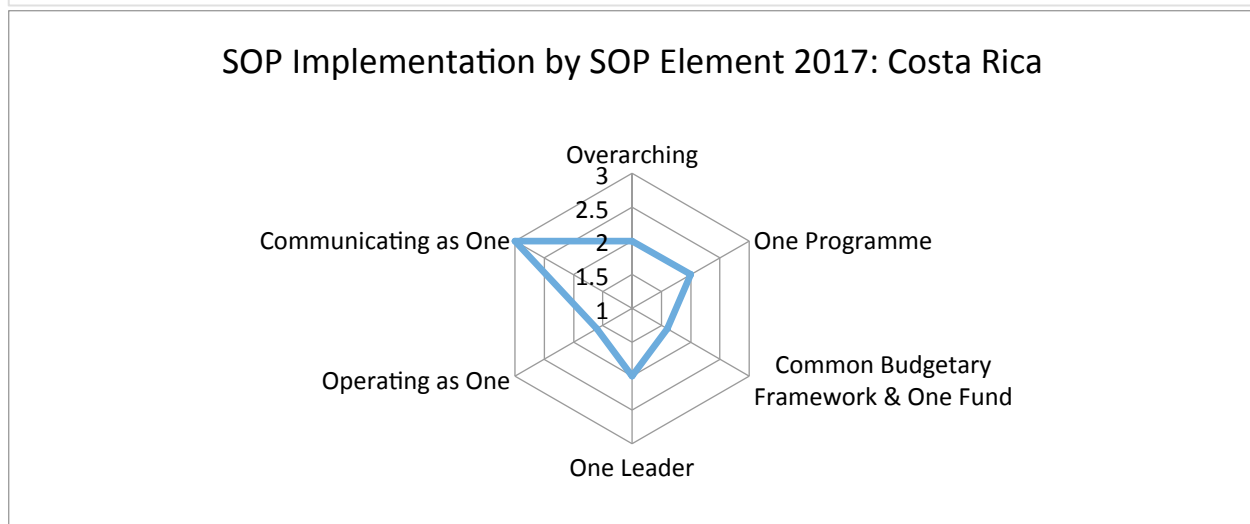 SOP Implementation by SOP Element 2017: Costa Rica
Overarching
3
2.5
2
1.5
1
One Programme
Common Budgetary
Framework & One Fund
One Leader
Operating as One
Communicating as One